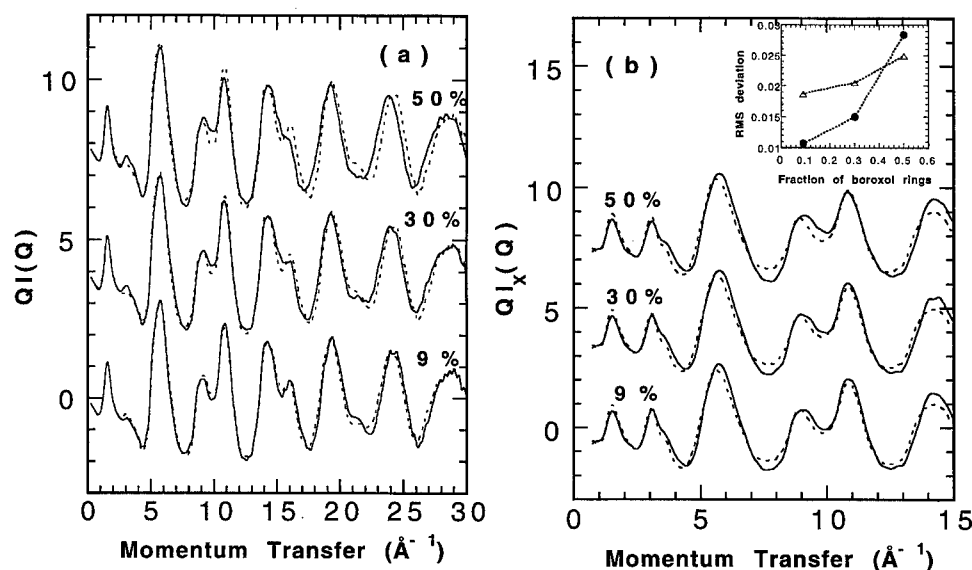 (a)
50%
30%
9 %
10
5
0
QI(Q)
0 5 10 15 20 25 30
Momentum Transfer (Å⁻¹)
(b)
50%
30%
9 %
15
10
5
0
QIX(Q)
0 5 10 15
Momentum Transfer (Å⁻¹)
0.03
0.025
0.02
0.015
0.01
RMS deviation
0 0.1 0.2 0.3 0.4 0.5 0.6
Fraction of boroxol rings